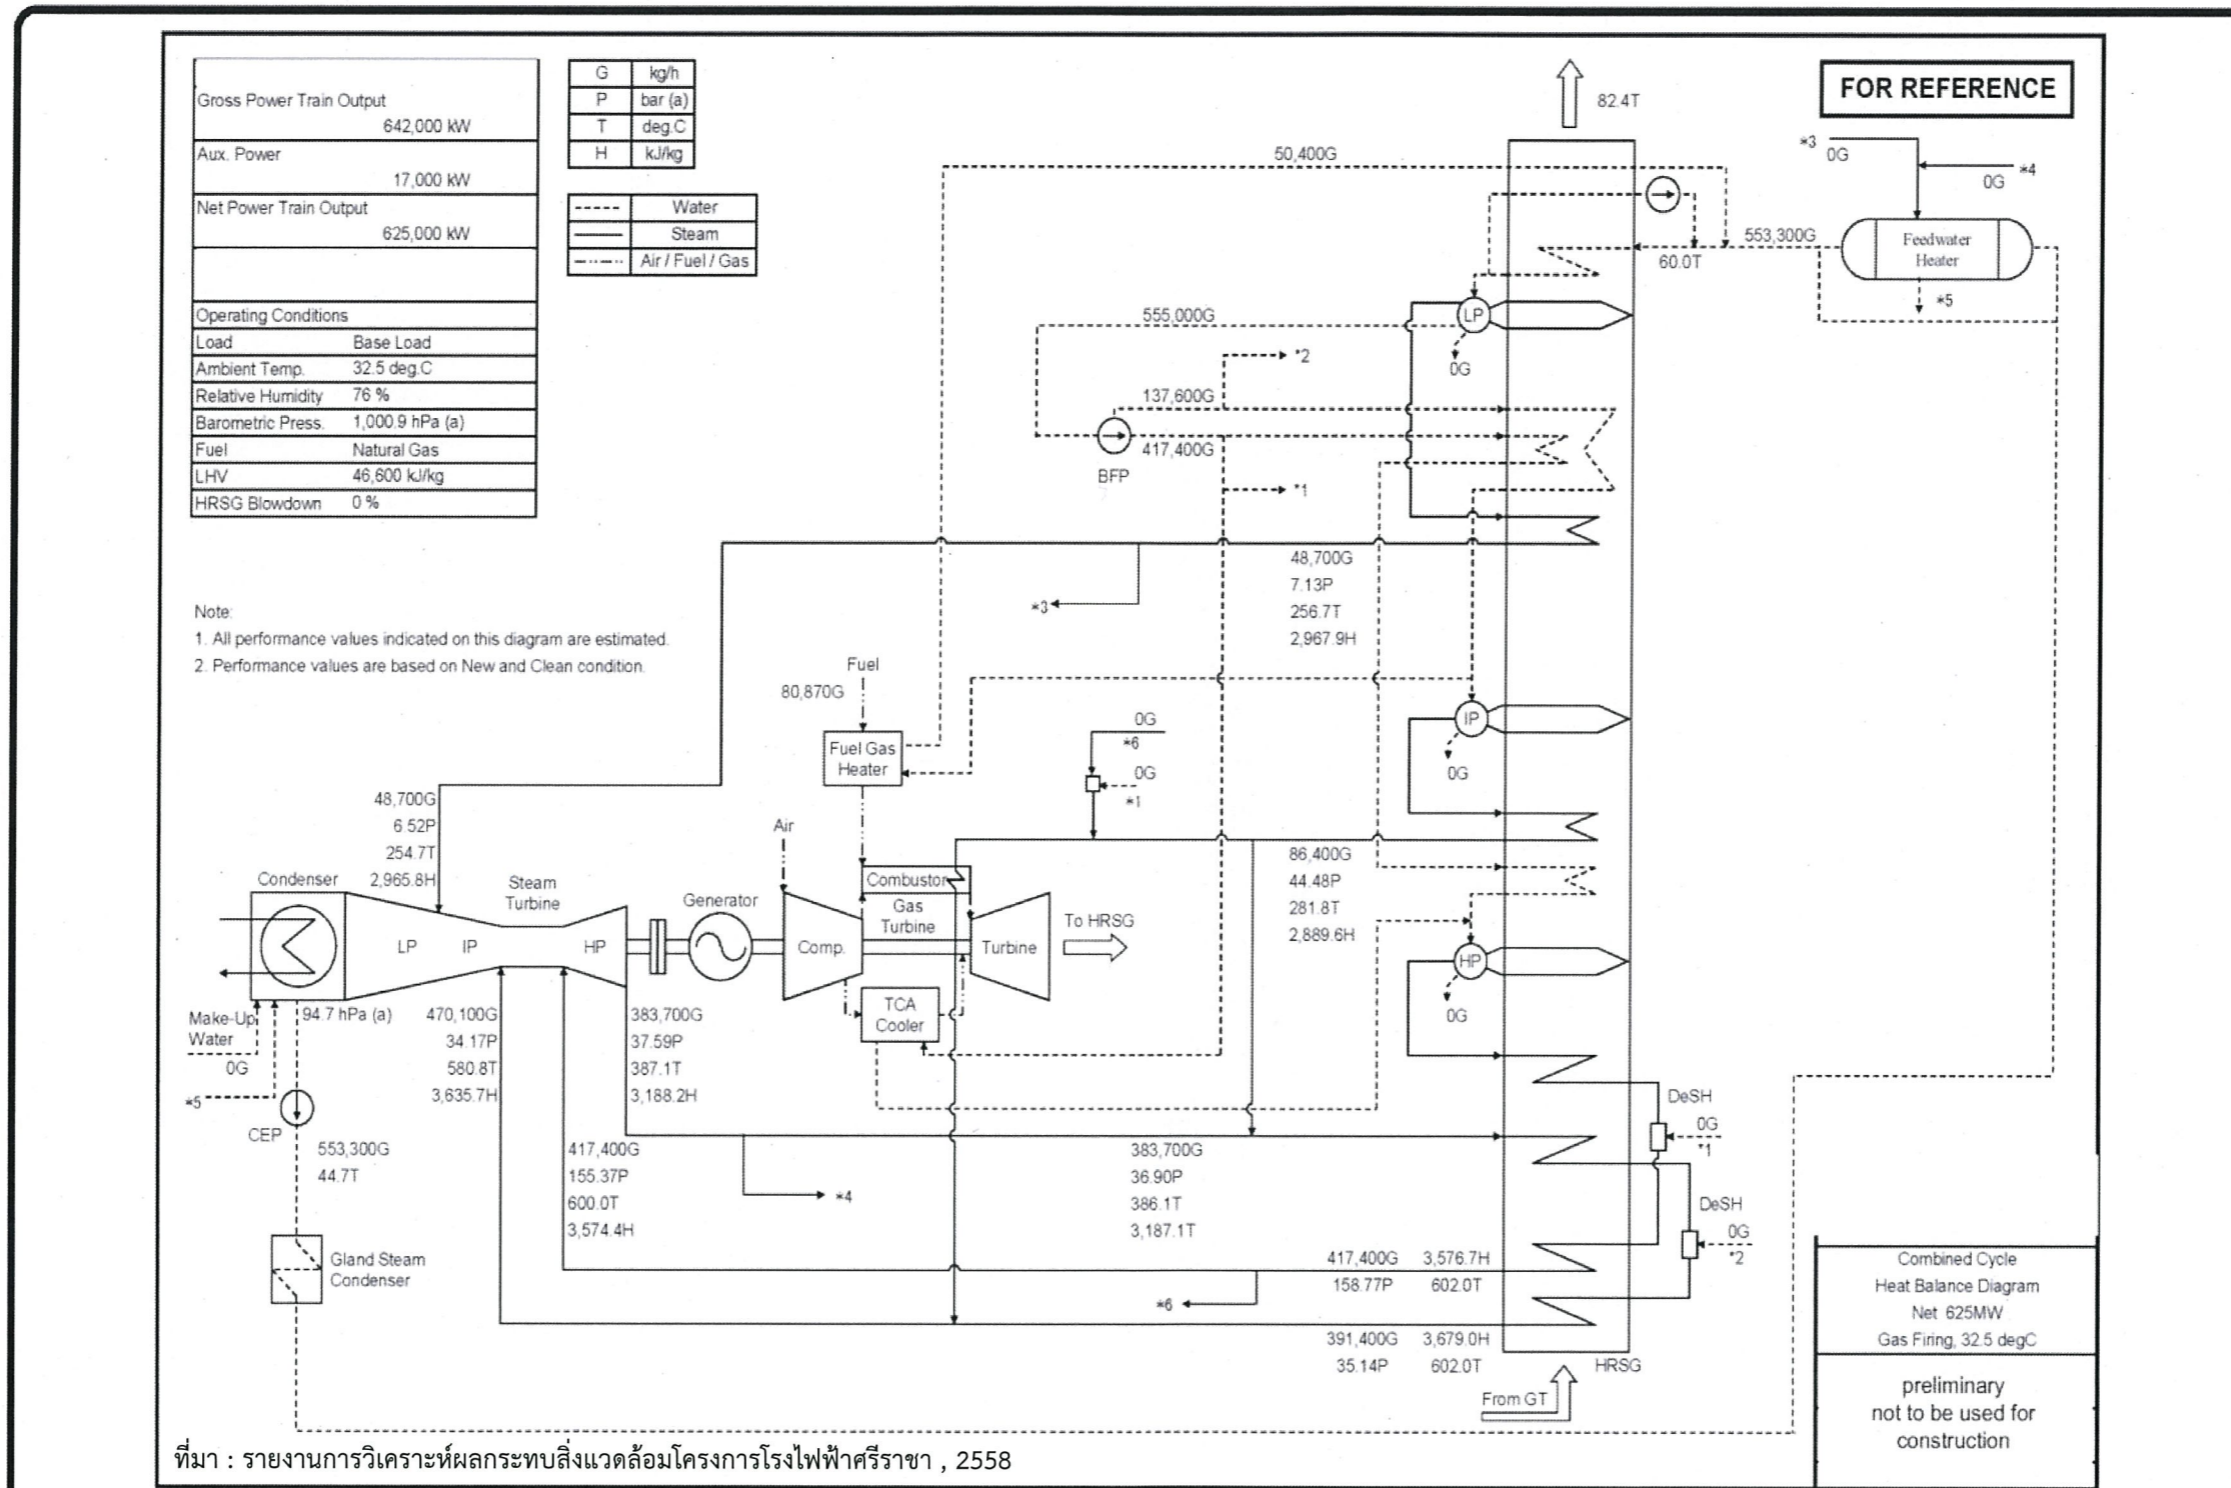 Gross Power Train Output
642,000 kW
Aux. Power
17,000 kW
Net Power Train Output
625,000 kW
Operating Conditions
Load Base Load
Ambient Temp. 32.5 deg.C
Relative Humidity 76 %
Barometric Press. 1,000.9 hPa (a)
Fuel Natural Gas
LHV 46,600 kJ/kg
HRSG Blowdown 0 %
G kg/h
P bar (a)
T deg.C
H kJ/kg
Water
Steam
Air / Fuel / Gas
FOR REFERENCE
82.4T
50,400G
*3
0G
*4
0G
553,300G
60.0T
Feedwater
Heater
*5
LP
0G
555,000G
*2
137,600G
417,400G
BFP
*1
48,700G
7.13P
256.7T
2,967.9H
*3
Note:
1. All performance values indicated on this diagram are estimated.
2. Performance values are based on New and Clean condition.
Fuel
80,870G
Fuel Gas
Heater
0G
*6
0G
*1
IP
0G
48,700G
6.52P
254.7T
2,965.8H
Air
Condenser
Steam
Turbine
Generator
Combustor
Gas
Turbine
LP
IP
HP
Comp.
Turbine
To HRSG
86,400G
44.48P
281.8T
2,889.6H
HP
0G
TCA
Cooler
Make-Up
Water
0G
*5
94.7 hPa (a)
470,100G
34.17P
580.8T
3,635.7H
383,700G
37.59P
387.1T
3,188.2H
CEP
553,300G
44.7T
417,400G
155.37P
600.0T
3,574.4H
*4
383,700G
36.90P
386.1T
3,187.1T
DeSH
0G
*1
DeSH
0G
*2
Gland Steam
Condenser
417,400G 3,576.7H
158.77P 602.0T
*6
391,400G 3,679.0H
35.14P 602.0T
HRSG
From GT
Combined Cycle
Heat Balance Diagram
Net 625MW
Gas Firing, 32.5 degC
preliminary
not to be used for
construction
ที่มา : รายงานการวิเคราะห์ผลกระทบสิ่งแวดล้อมโครงการโรงไฟฟ้าศรีราชา , 2558